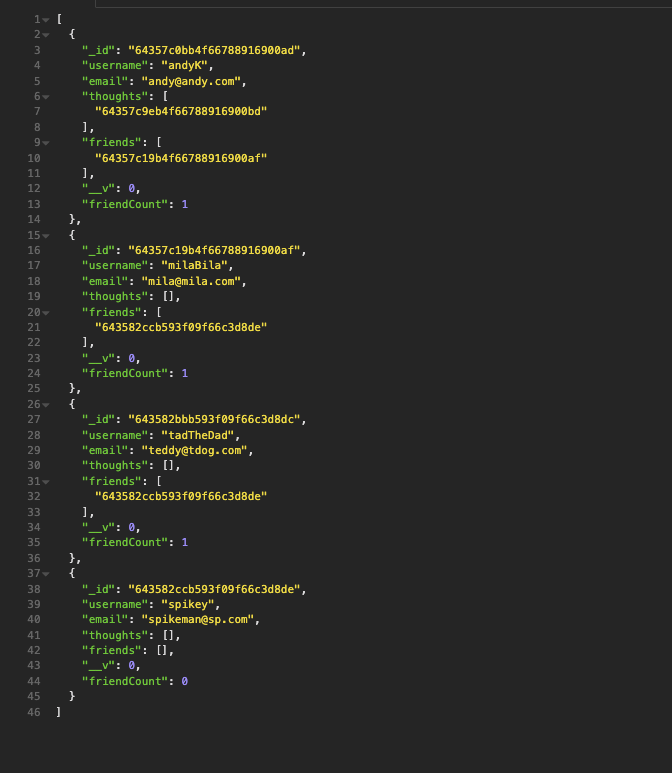 1 [
2 {
3 "_id": "64357c0bb4f66788916900ad",
4 "username": "andyK",
5 "email": "andy@andy.com",
6 "thoughts": [
7 "64357c9eb4f66788916900bd"
8 ],
9 "friends": [
10 "64357c19b4f66788916900af"
11 ],
12 "__v": 0,
13 "friendCount": 1
14 },
15 {
16 "_id": "64357c19b4f66788916900af",
17 "username": "milaBila",
18 "email": "mila@mila.com",
19 "thoughts": [],
20 "friends": [
21 "643582ccb593f09f66c3d8de"
22 ],
23 "__v": 0,
24 "friendCount": 1
25 },
26 {
27 "_id": "643582bbb593f09f66c3d8dc",
28 "username": "tadTheDad",
29 "email": "teddy@tdog.com",
30 "thoughts": [],
31 "friends": [
32 "643582ccb593f09f66c3d8de"
33 ],
34 "__v": 0,
35 "friendCount": 1
36 },
37 {
38 "_id": "643582ccb593f09f66c3d8de",
39 "username": "spikey",
40 "email": "spikeman@sp.com",
41 "thoughts": [],
42 "friends": [],
43 "__v": 0,
44 "friendCount": 0
45 }
46 ]